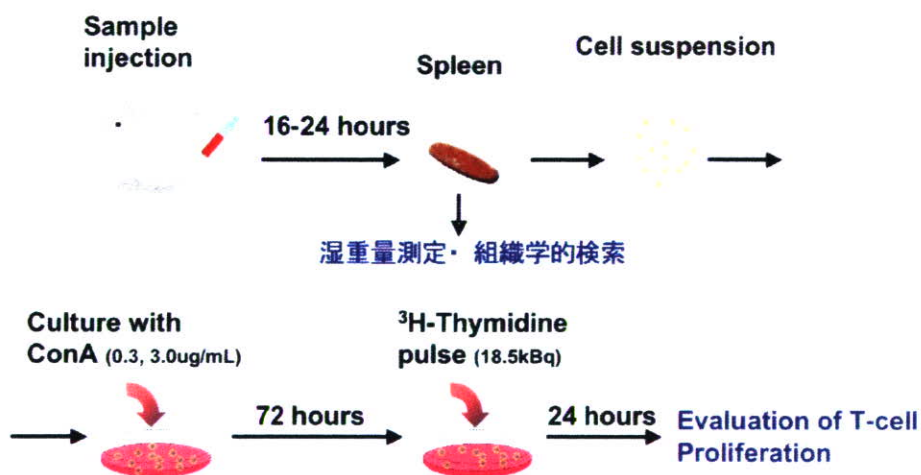 Sample
injection
Spleen
Cell suspension
16-24 hours
湿重量測定・ 組織学的検索
Culture with
ConA (0.3, 3.0ug/mL)
72 hours
³H-Thymidine
pulse (18.5kBq)
24 hours
Evaluation of T-cell
Proliferation